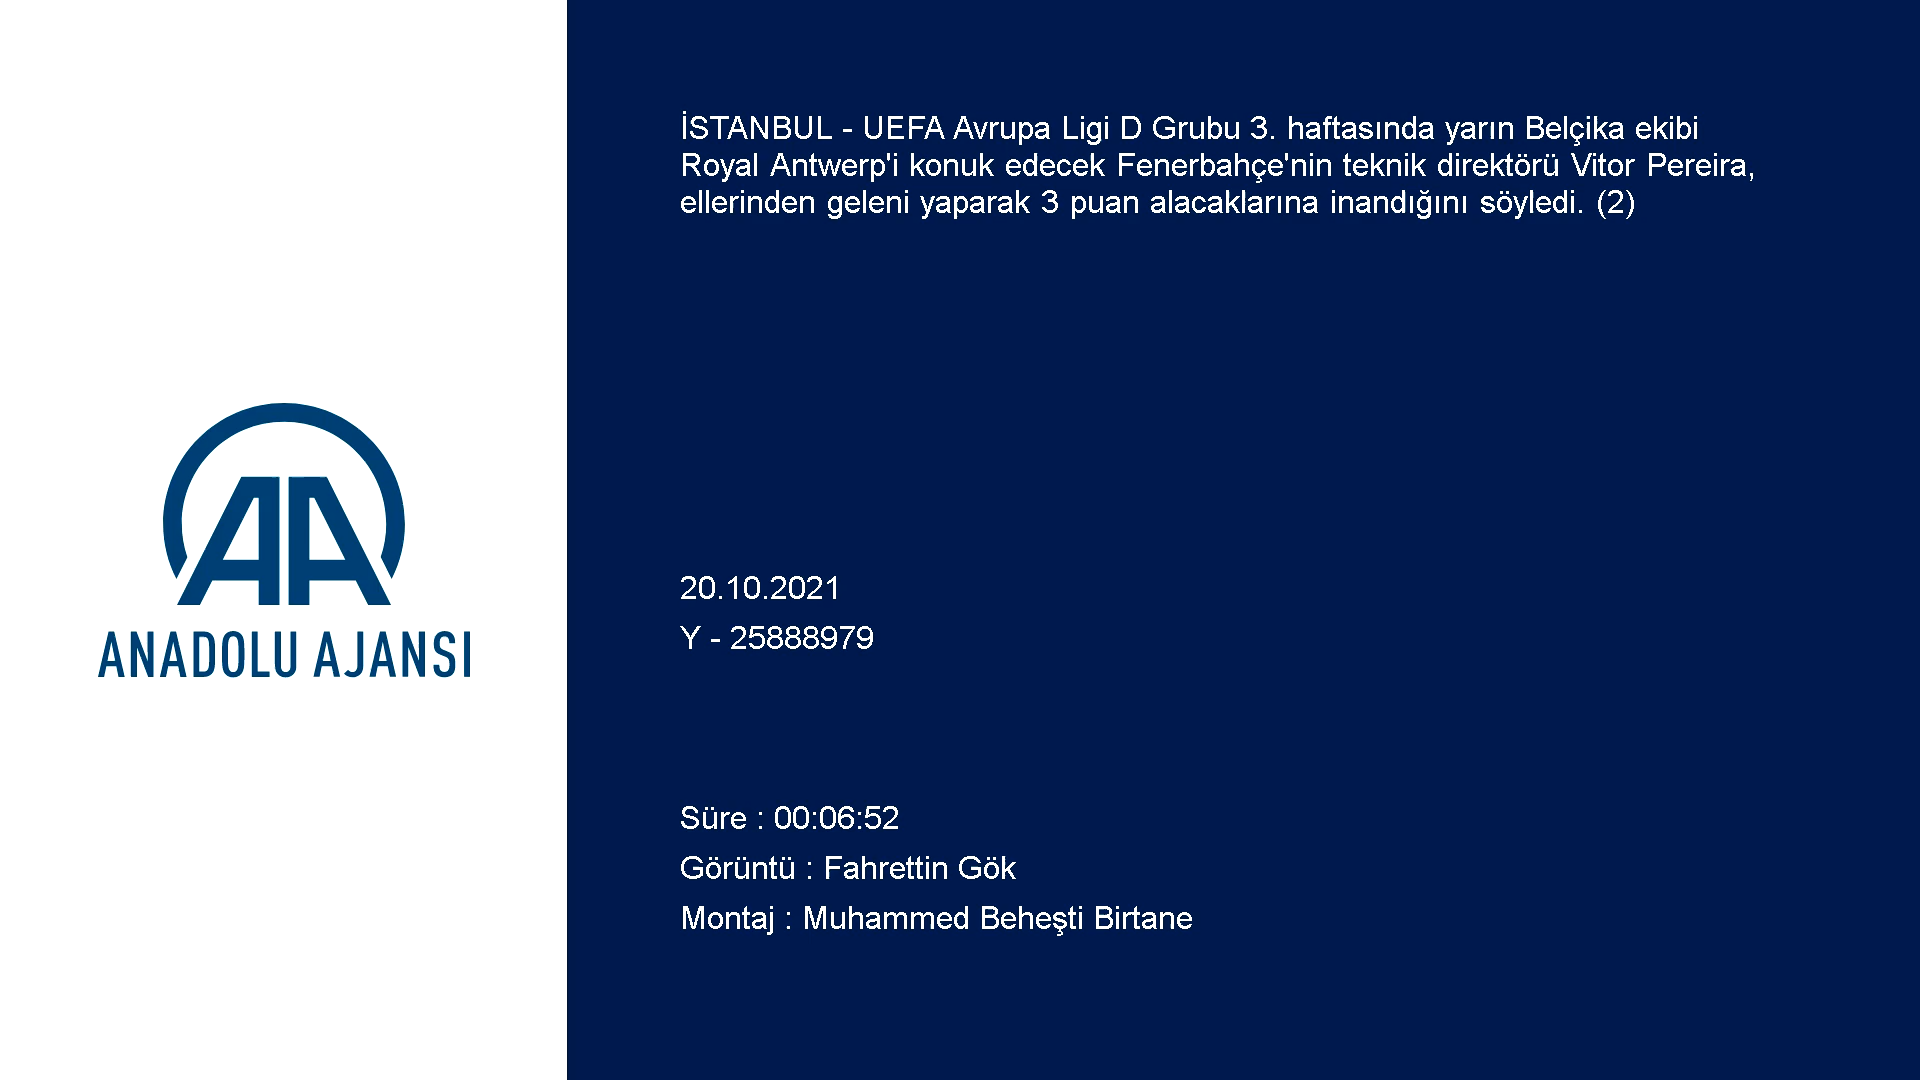 İSTANBUL - UEFA Avrupa Ligi D Grubu 3. haftasında yarın Belçika ekibi
Royal Antwerp'i konuk edecek Fenerbahçe'nin teknik direktörü Vitor Pereira,
ellerinden geleni yaparak 3 puan alacaklarına inandığını söyledi. (2)
AA
ANADOLU AJANSI
20.10.2021
Y - 25888979
Süre : 00:06:52
Görüntü : Fahrettin Gök
Montaj : Muhammed Beheşti Birtane